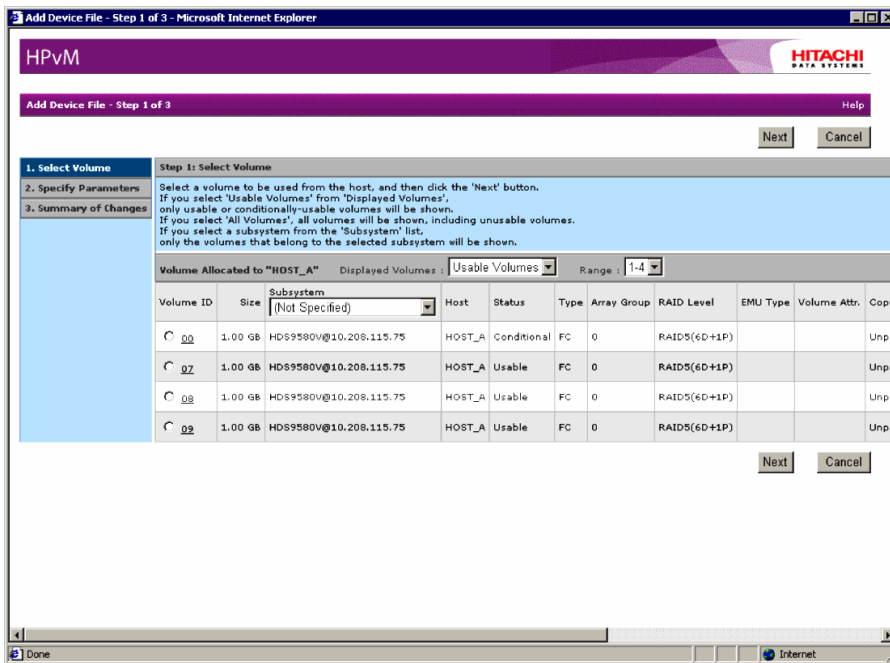 Add Device File - Step 1 of 3 - Microsoft Internet Explorer
HPvM
HITACHI
DATA SYSTEMS
Add Device File - Step 1 of 3 Help
Next Cancel
1. Select Volume
2. Specify Parameters
3. Summary of Changes
Step 1: Select Volume
Select a volume to be used from the host, and then click the 'Next' button.
If you select 'Usable Volumes' from 'Displayed Volumes',
only usable or conditionally-usable volumes will be shown.
If you select 'All Volumes', all volumes will be shown, including unusable volumes.
If you select a subsystem from the 'Subsystem' list,
only the volumes that belong to the selected subsystem will be shown.
Volume Allocated to "HOST_A" Displayed Volumes : Usable Volumes Range : 1-4
Volume ID Size Subsystem (Not Specified) Host Status Type Array Group RAID Level EMU Type Volume Attr. Cop
00 1.00 GB HDS9580V@10.208.115.75 HOST_A Conditional FC 0 RAID5(6D+1P) Unp
07 1.00 GB HDS9580V@10.208.115.75 HOST_A Usable FC 0 RAID5(6D+1P) Unp
08 1.00 GB HDS9580V@10.208.115.75 HOST_A Usable FC 0 RAID5(6D+1P) Unp
09 1.00 GB HDS9580V@10.208.115.75 HOST_A Usable FC 0 RAID5(6D+1P) Unp
Next Cancel
Done Internet